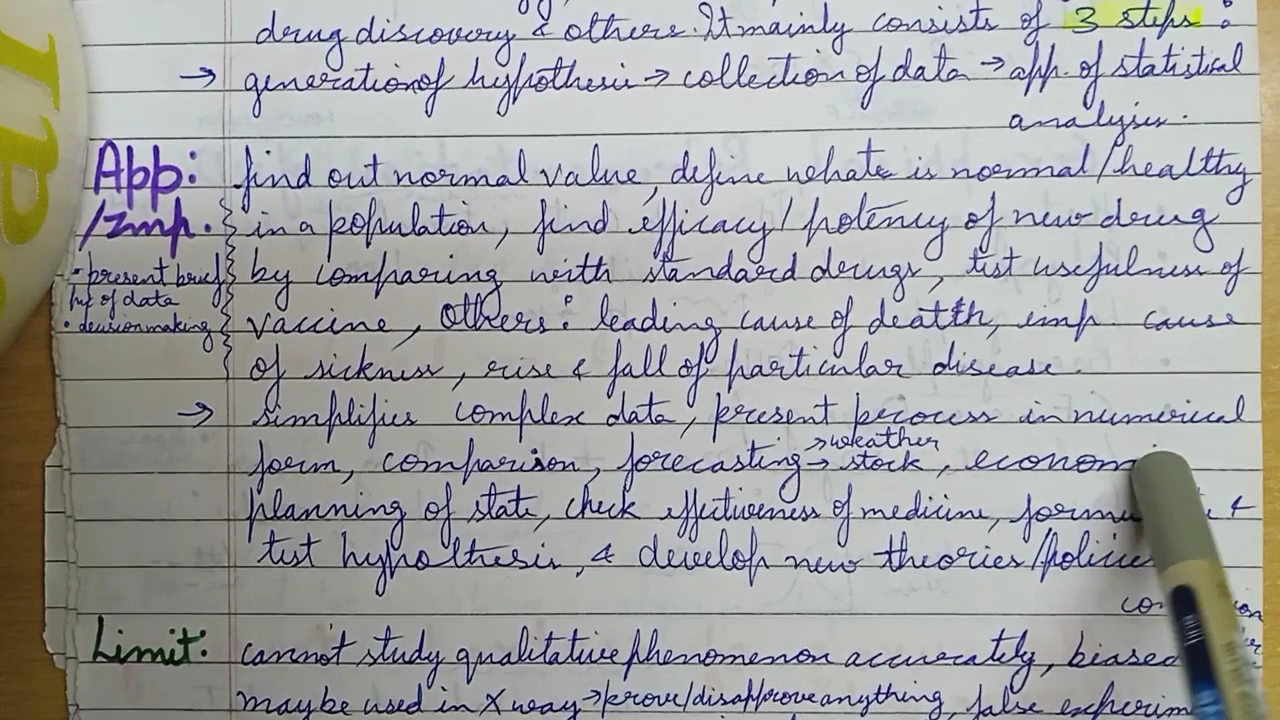 drug discovery & others. It mainly consists of 3 steps:
→ generation of hypothesis → collection of data → app. of statistical
analysis.
App: find out normal value, define whate is normal/healthy
/Imp. in a population, find efficacy/potency of new drug
• present brief by comparing with standard drugs, test usefulness of
of data
• decision making vaccine, others: leading cause of death, imp. cause
of sickness, rise & fall of particular disease.
→ simplifies complex data, present process in numerical
→ weather
form, comparison, forecasting → stock, econom
planning of state, check effectiveness of medicine, &
test hypothesis, & develop new theories/
Limit: cannot study qualitative phenomenon accurately, biased
may be used in X way → prove/disapprove anything, false experim